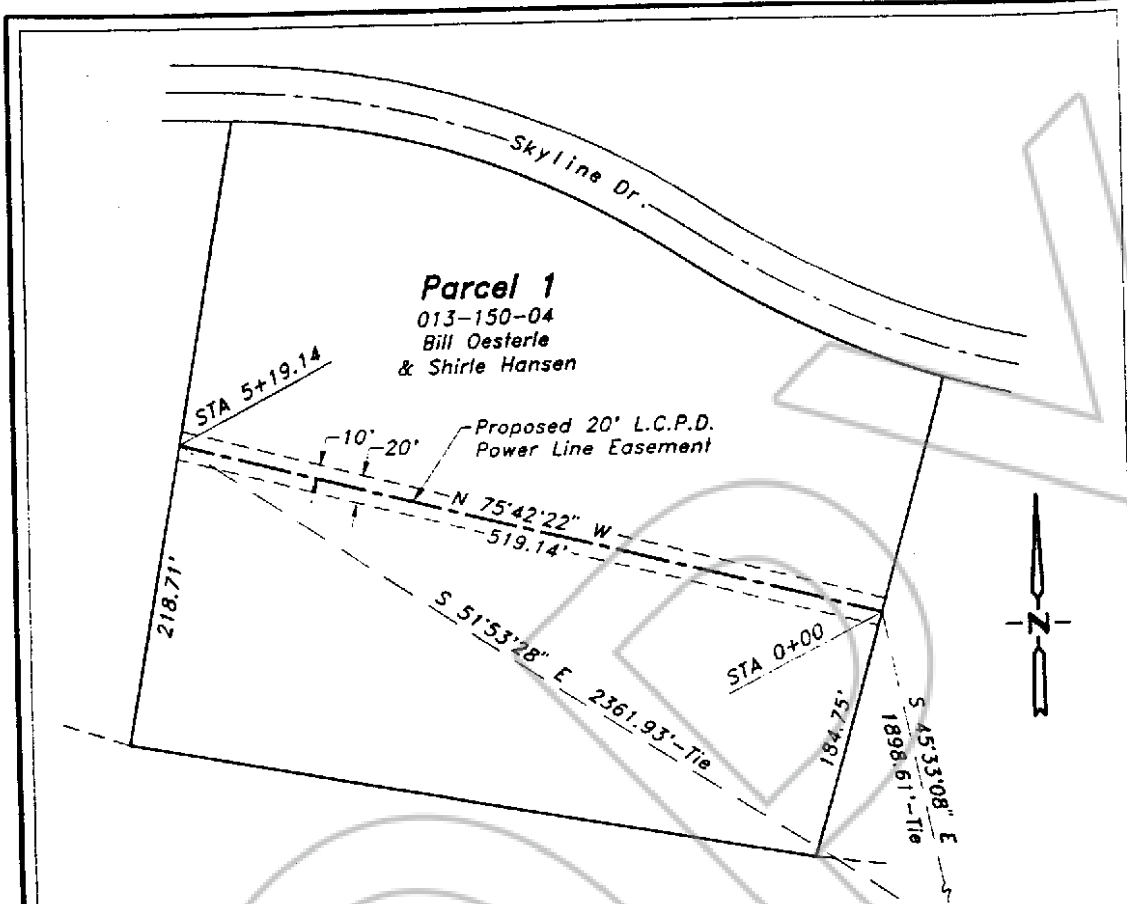 Skyline Dr.
Parcel 1
013-150-04
Bill Oesterle
& Shirle Hansen
STA 5+19.14
10'
20'
Proposed 20' L.C.P.D.
Power Line Easement
N 75°42'22" W
519.14'
218.71'
S 51°53'28" E 2361.93'-Tie
STA 0+00
184.75'
S 45°33'08" E
1898.61'-Tie
N